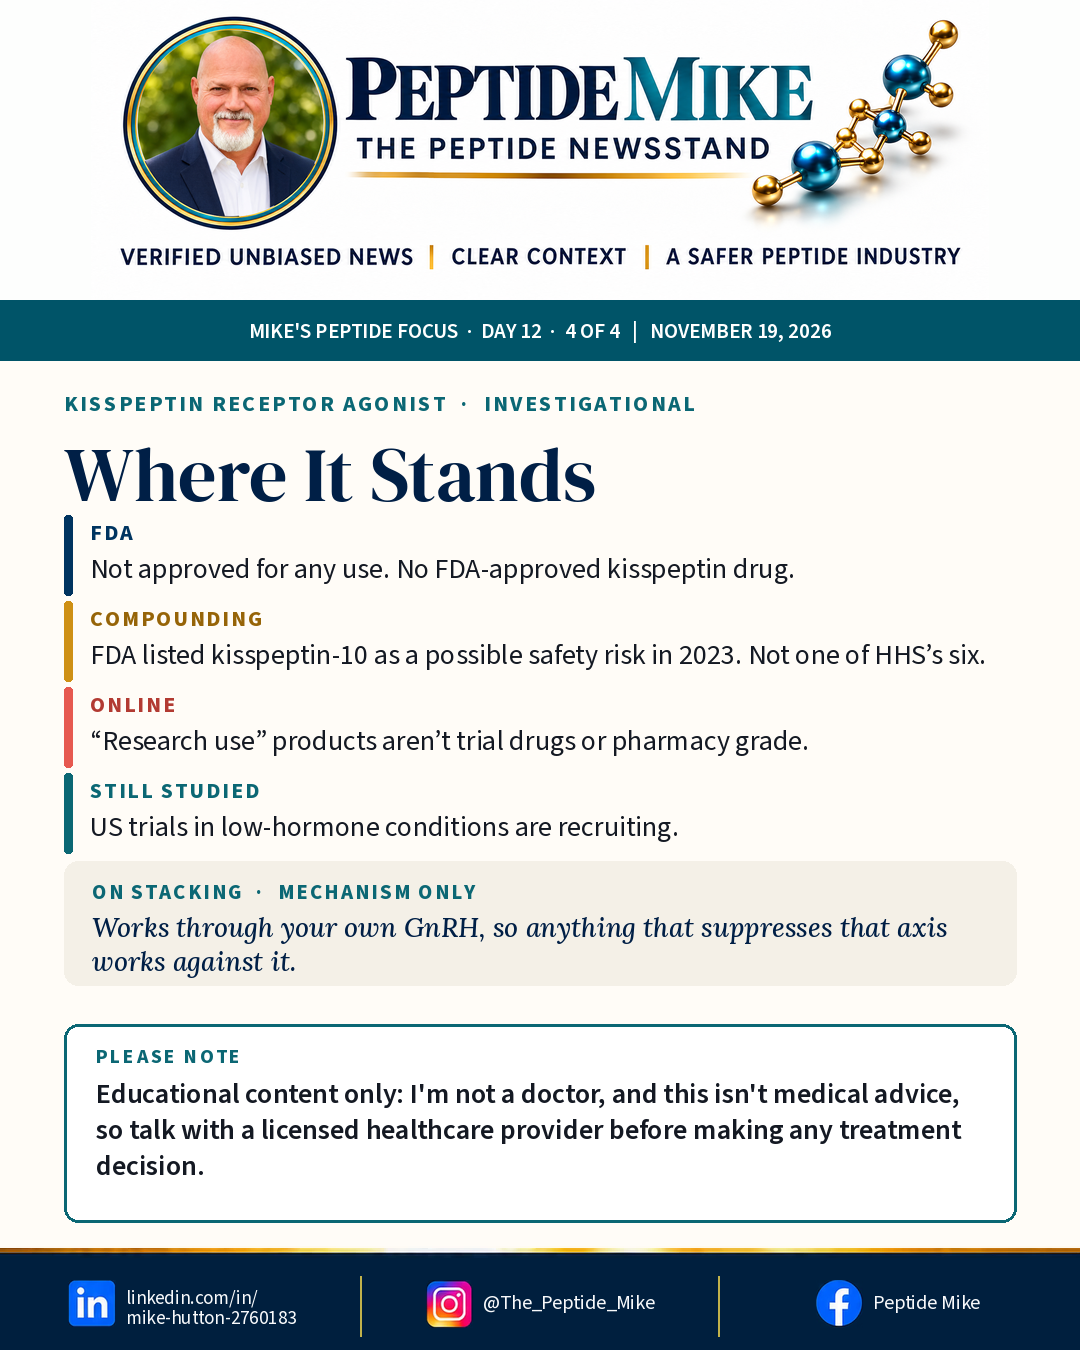 PEPTIDEMIKE
THE PEPTIDE NEWSSTAND
VERIFIED UNBIASED NEWS | CLEAR CONTEXT | A SAFER PEPTIDE INDUSTRY
MIKE'S PEPTIDE FOCUS · DAY 12 · 4 OF 4 | NOVEMBER 19, 2026
KISSPEPTIN RECEPTOR AGONIST · INVESTIGATIONAL
Where It Stands
FDA
Not approved for any use. No FDA-approved kisspeptin drug.
COMPOUNDING
FDA listed kisspeptin-10 as a possible safety risk in 2023. Not one of HHS’s six.
ONLINE
“Research use” products aren’t trial drugs or pharmacy grade.
STILL STUDIED
US trials in low-hormone conditions are recruiting.
ON STACKING · MECHANISM ONLY
Works through your own GnRH, so anything that suppresses that axis
works against it.
PLEASE NOTE
Educational content only: I'm not a doctor, and this isn't medical advice,
so talk with a licensed healthcare provider before making any treatment
decision.
linkedin.com/in/
mike-hutton-2760183
@The_Peptide_Mike
Peptide Mike